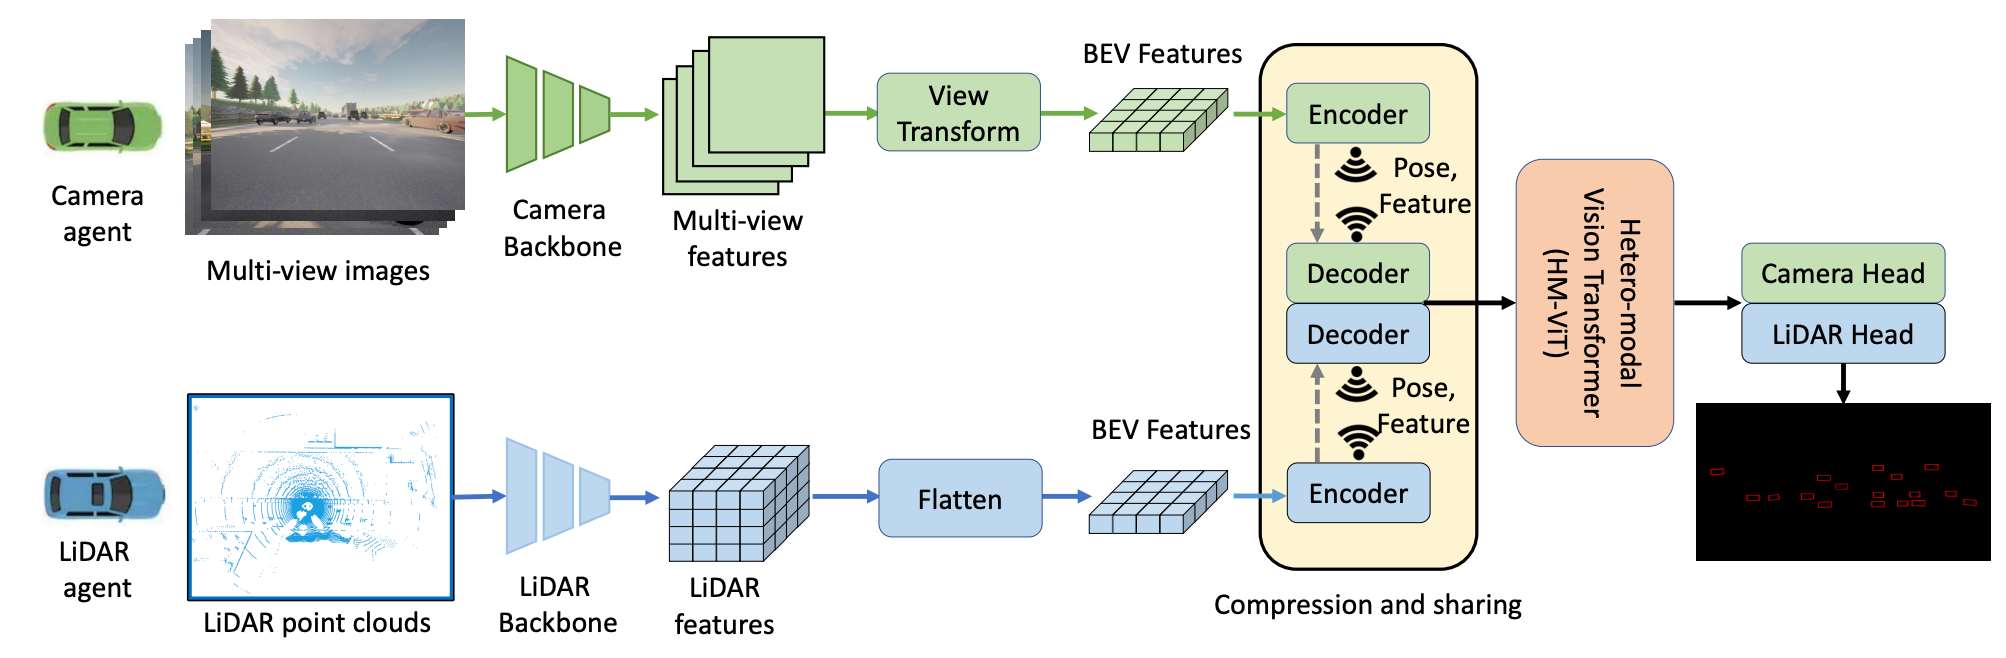 Camera
agent
Multi-view images
Camera
Backbone
Multi-view
features
View
Transform
BEV Features
Encoder
Pose,
Feature
Decoder
Decoder
Pose,
Feature
Encoder
Compression and sharing
Hetero-modal
Vision Transformer
(HM-ViT)
Camera Head
LiDAR Head
LiDAR
agent
LiDAR point clouds
LiDAR
Backbone
LiDAR
features
Flatten
BEV Features